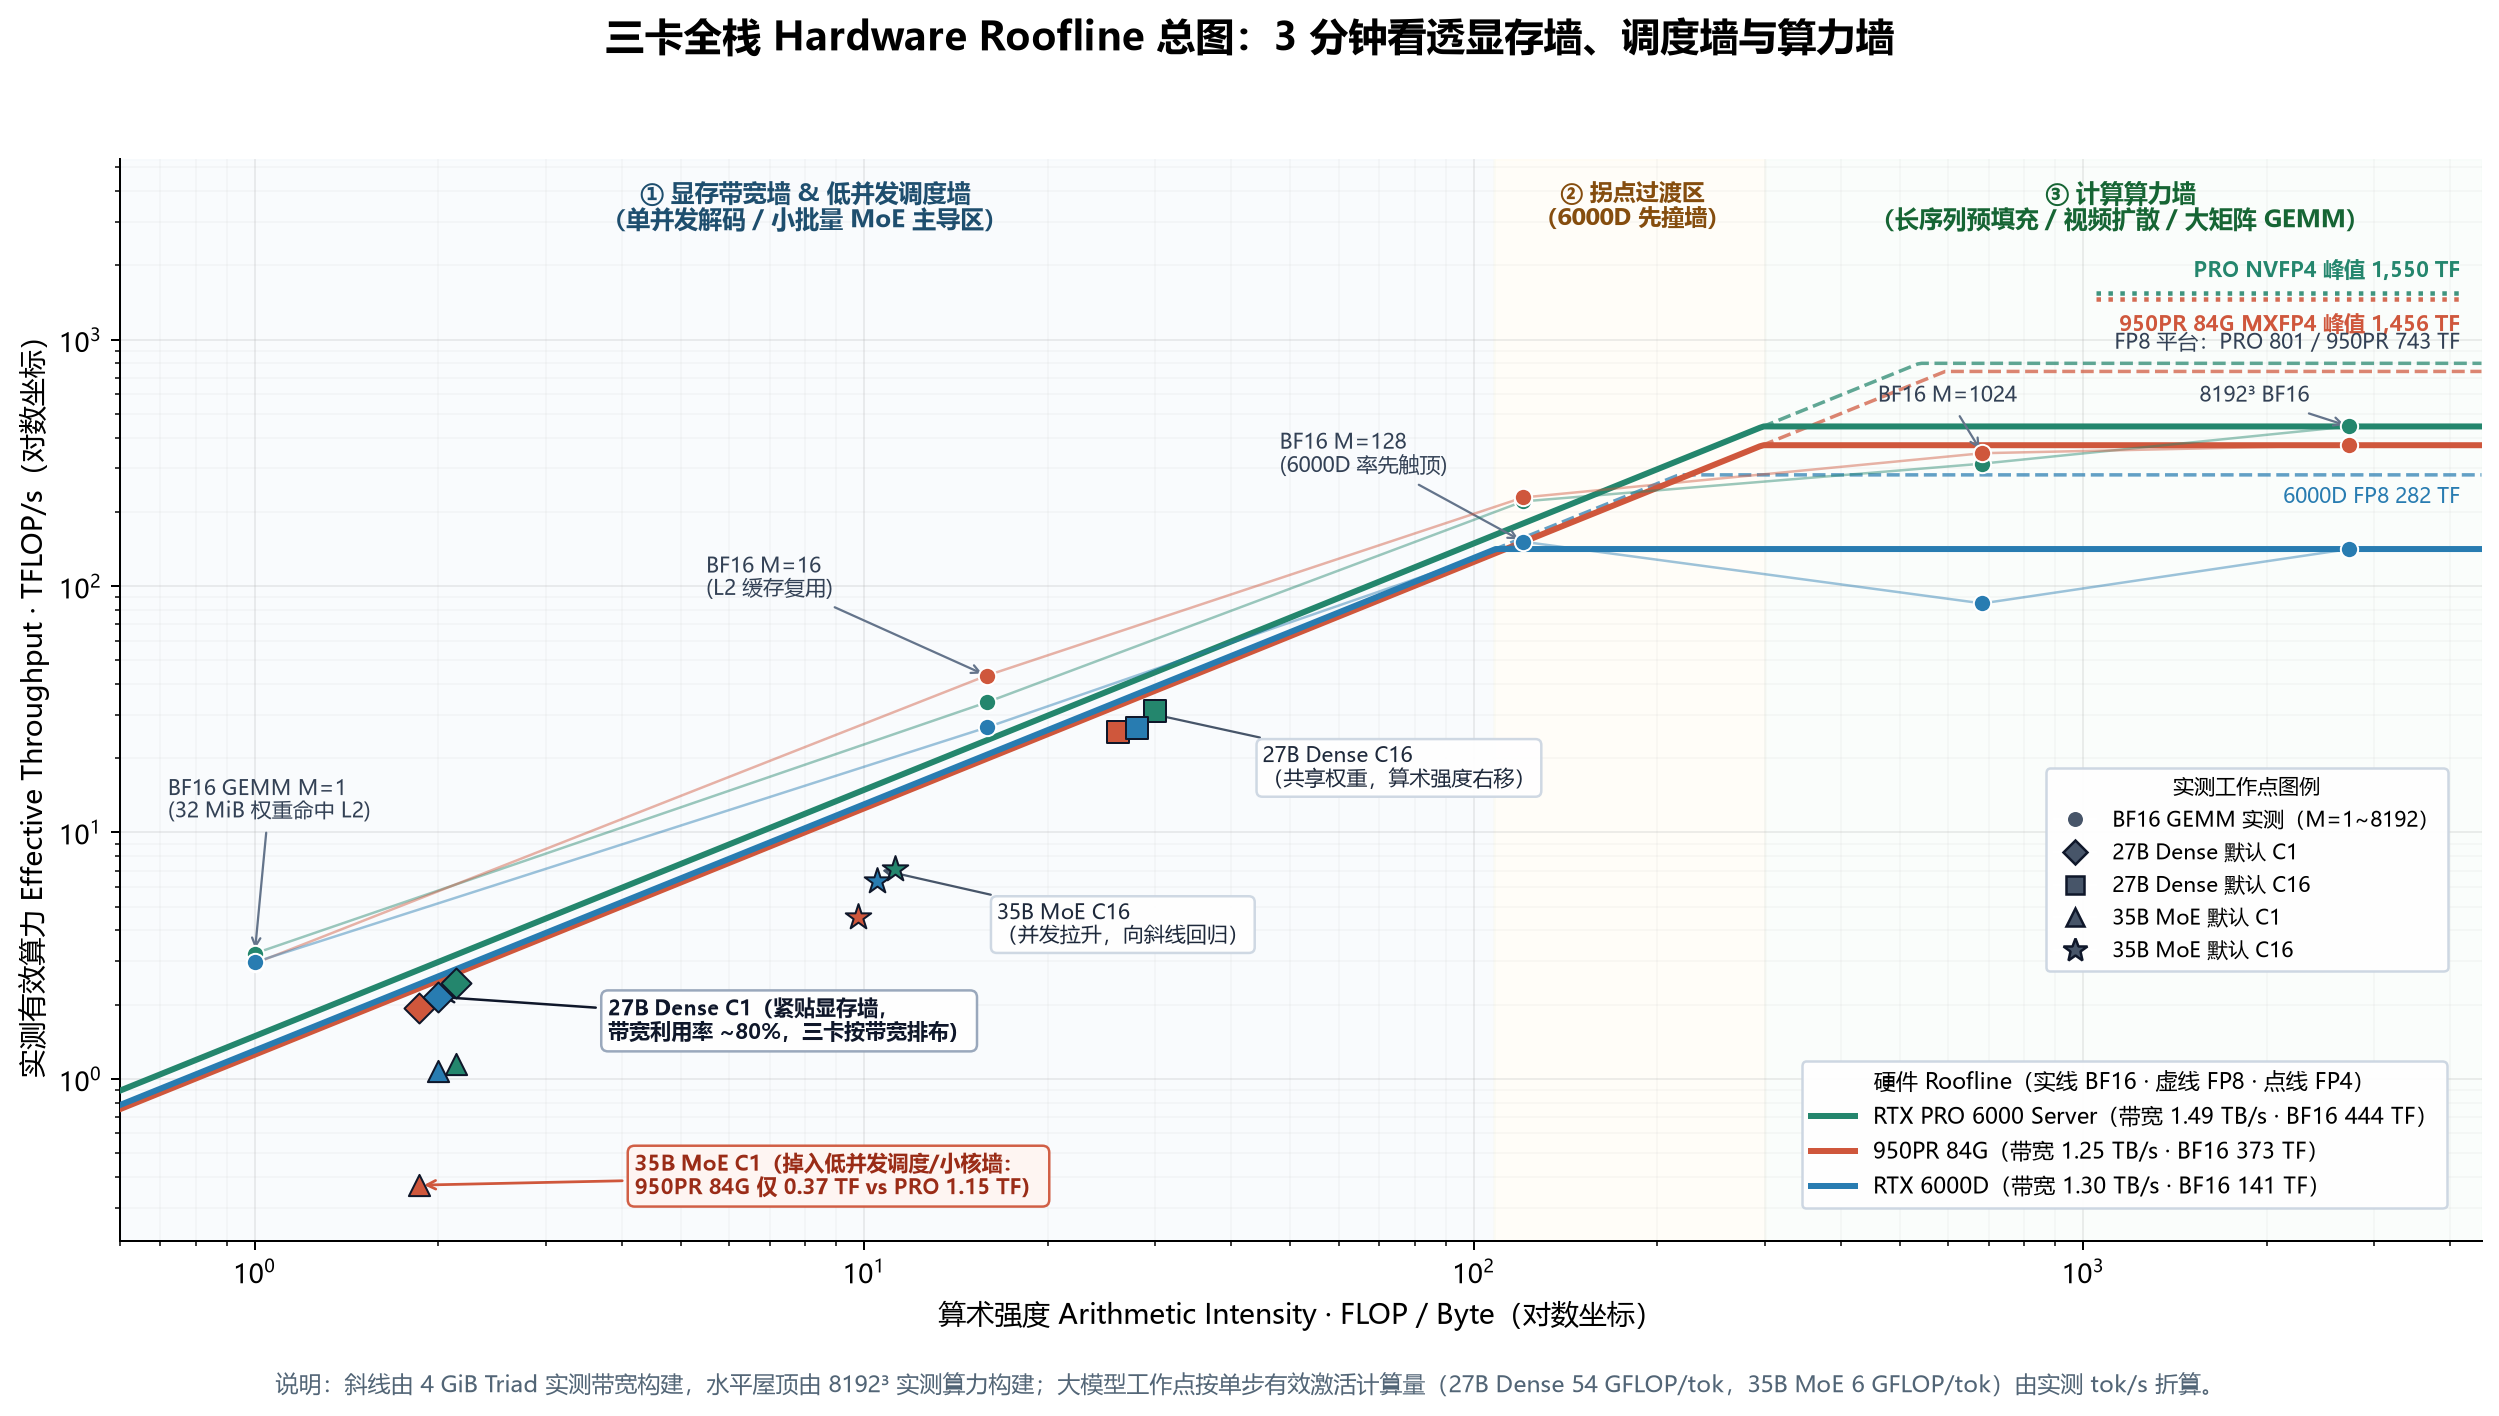 三卡全栈 Hardware Roofline 总图：3 分钟看透显存墙、调度墙与算力墙
① 显存带宽墙 & 低并发调度墙
（单并发解码 / 小批量 MoE 主导区）
② 拐点过渡区
（6000D 先撞墙）
③ 计算算力墙
（长序列预填充 / 视频扩散 / 大矩阵 GEMM）
PRO NVFP4 峰值 1,550 TF
950PR 84G MXFP4 峰值 1,456 TF
FP8 平台：PRO 801 / 950PR 743 TF
BF16 M=1024
8192³ BF16
BF16 M=128
(6000D 率先触顶)
6000D FP8 282 TF
BF16 M=16
(L2 缓存复用)
BF16 GEMM M=1
(32 MiB 权重命中 L2)
27B Dense C16
（共享权重，算术强度右移）
35B MoE C16
（并发拉升，向斜线回归）
27B Dense C1（紧贴显存墙，
带宽利用率 ~80%，三卡按带宽排布）
35B MoE C1（掉入低并发调度/小核墙：
950PR 84G 仅 0.37 TF vs PRO 1.15 TF）
实测工作点图例
BF16 GEMM 实测（M=1~8192）
27B Dense 默认 C1
27B Dense 默认 C16
35B MoE 默认 C1
35B MoE 默认 C16
硬件 Roofline（实线 BF16 · 虚线 FP8 · 点线 FP4）
RTX PRO 6000 Server（带宽 1.49 TB/s · BF16 444 TF）
950PR 84G（带宽 1.25 TB/s · BF16 373 TF）
RTX 6000D（带宽 1.30 TB/s · BF16 141 TF）
实测有效算力 Effective Throughput · TFLOP/s（对数坐标）
10³
10²
10¹
10⁰
10⁰
10¹
10²
10³
算术强度 Arithmetic Intensity · FLOP / Byte（对数坐标）
说明：斜线由 4 GiB Triad 实测带宽构建，水平屋顶由 8192³ 实测算力构建；大模型工作点按单步有效激活计算量（27B Dense 54 GFLOP/tok，35B MoE 6 GFLOP/tok）由实测 tok/s 折算。